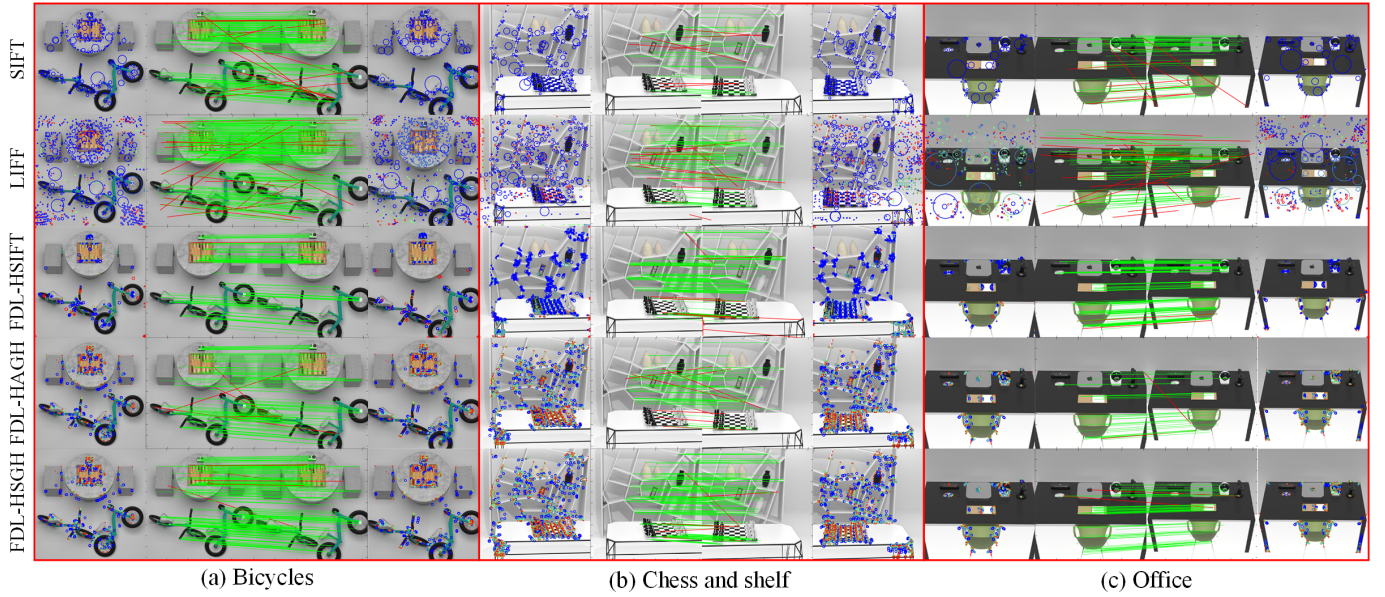 SIFT
LIFF
FDL-HSIFT
FDL-HAGH
FDL-HSGH
(a) Bicycles
(b) Chess and shelf
(c) Office